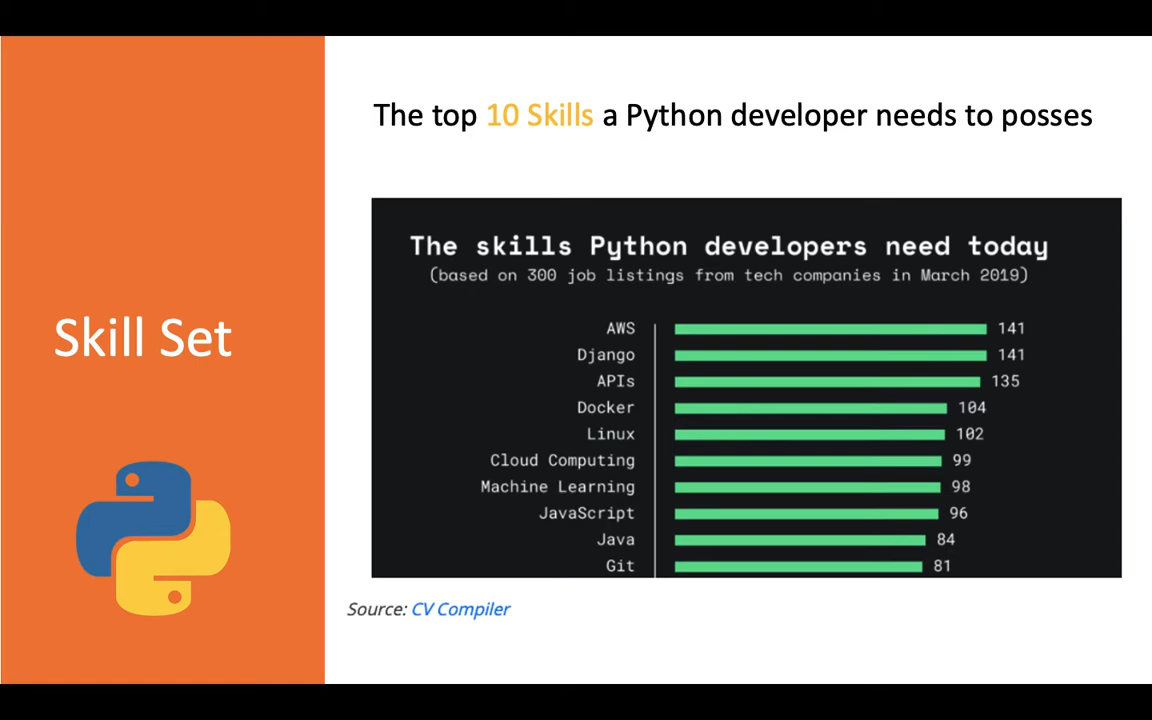 The top 10 Skills a Python developer needs to posses
Skill Set
The skills Python developers need today
(based on 300 job listings from tech companies in March 2019)
AWS 141
Django 141
APIs 135
Docker 104
Linux 102
Cloud Computing 99
Machine Learning 98
JavaScript 96
Java 84
Git 81
Source: CV Compiler